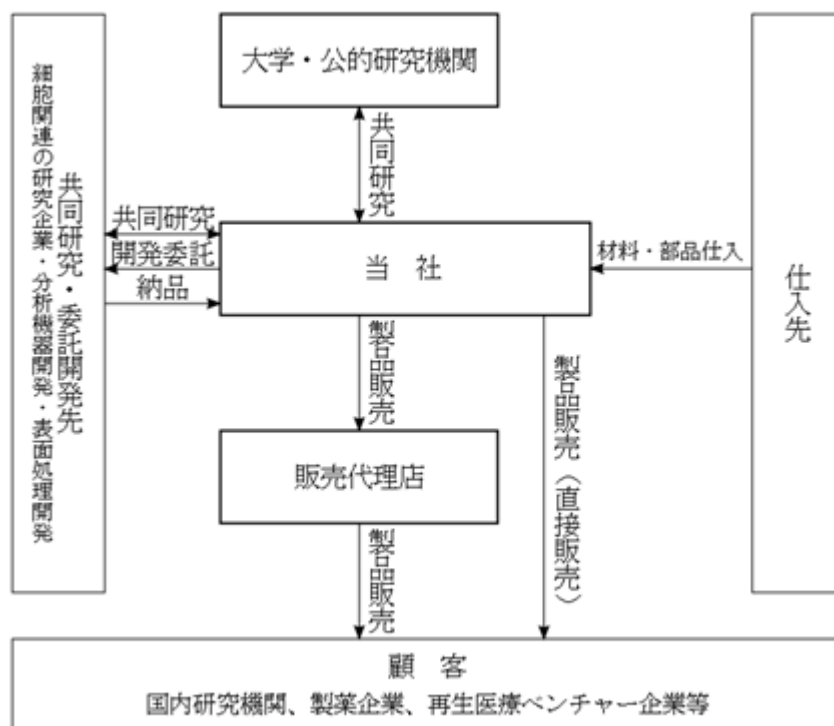 大学・公的研究機関
共同研究
共同研究・委託開発先
細胞関連の研究企業・分析機器開発・表面処理開発
共同研究
開発委託
納品
当 社
材料・部品仕入
仕入先
製品販売
製品販売（直接販売）
販売代理店
製品販売
顧 客
国内研究機関、製薬企業、再生医療ベンチャー企業等